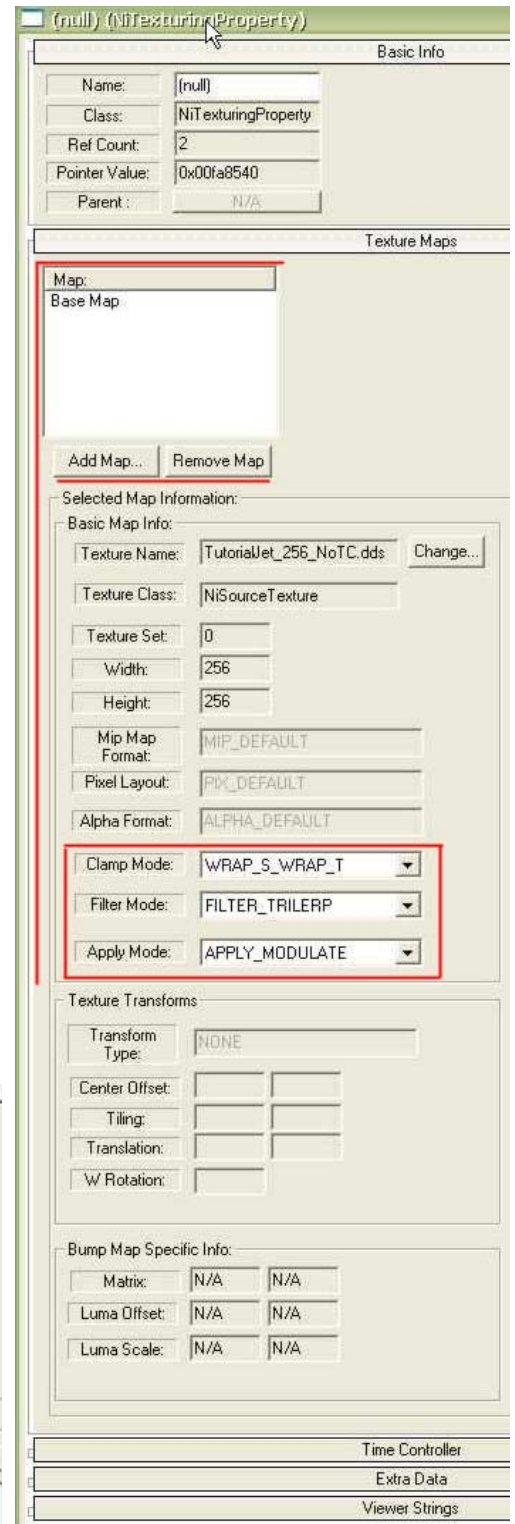 (null) (NiTexturingProperty)
Basic Info
Name: (null)
Class: NiTexturingProperty
Ref Count: 2
Pointer Value: 0x00fa8540
Parent : N/A
Texture Maps
Map:
Base Map
Add Map... Remove Map
Selected Map Information:
Basic Map Info:
Texture Name: TutorialJet_256_NoTC.dds Change...
Texture Class: NiSourceTexture
Texture Set: 0
Width: 256
Height: 256
Mip Map
Format: MIP_DEFAULT
Pixel Layout: PIX_DEFAULT
Alpha Format: ALPHA_DEFAULT
Clamp Mode: WRAP_S_WRAP_T
Filter Mode: FILTER_TRILERP
Apply Mode: APPLY_MODULATE
Texture Transforms
Transform
Type: NONE
Center Offset:
Tiling:
Translation:
W Rotation:
Bump Map Specific Info:
Matrix: N/A N/A
Luma Offset: N/A N/A
Luma Scale: N/A N/A
Time Controller
Extra Data
Viewer Strings